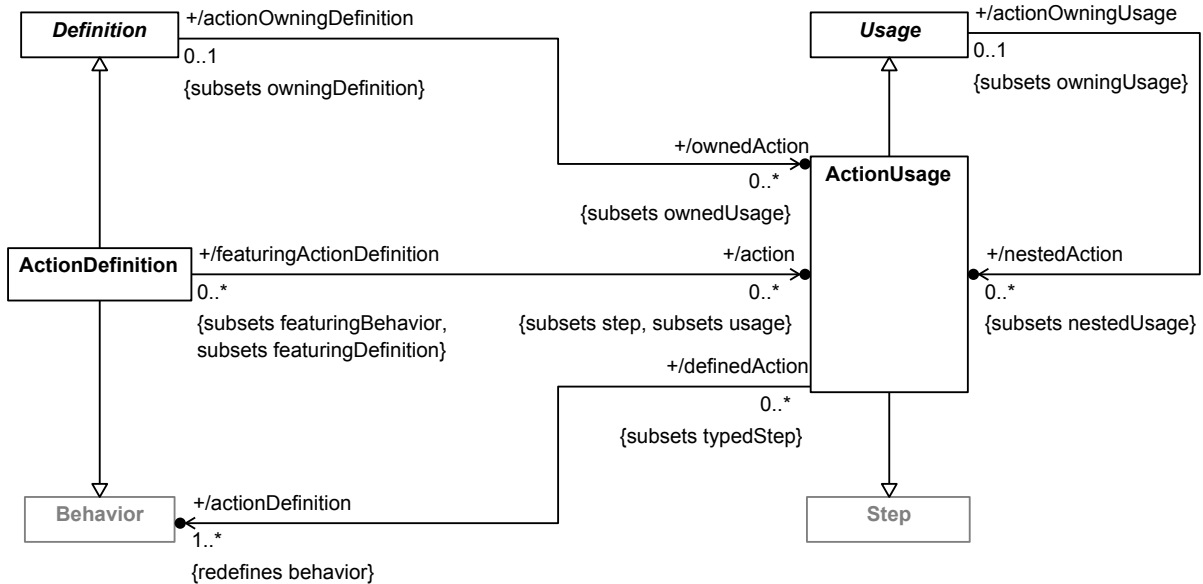 +/actionOwningDefinition
Definition
0..1
{subsets owningDefinition}
+/actionOwningUsage
Usage
0..1
{subsets owningUsage}
+/ownedAction
0..*
{subsets ownedUsage}
ActionUsage
ActionDefinition
+/featuringActionDefinition
0..*
{subsets featuringBehavior,
subsets featuringDefinition}
+/action
0..*
{subsets step, subsets usage}
+/nestedAction
0..*
{subsets nestedUsage}
+/definedAction
0..*
{subsets typedStep}
Behavior
+/actionDefinition
1..*
{redefines behavior}
Step